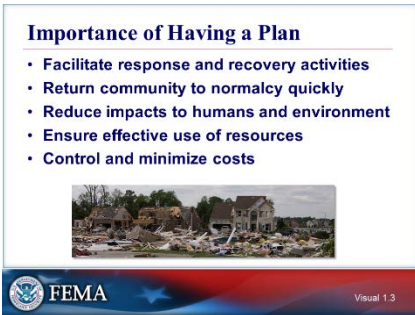 Importance of Having a Plan
• Facilitate response and recovery activities
• Return community to normalcy quickly
• Reduce impacts to humans and environment
• Ensure effective use of resources
• Control and minimize costs
FEMA
Visual 1.3